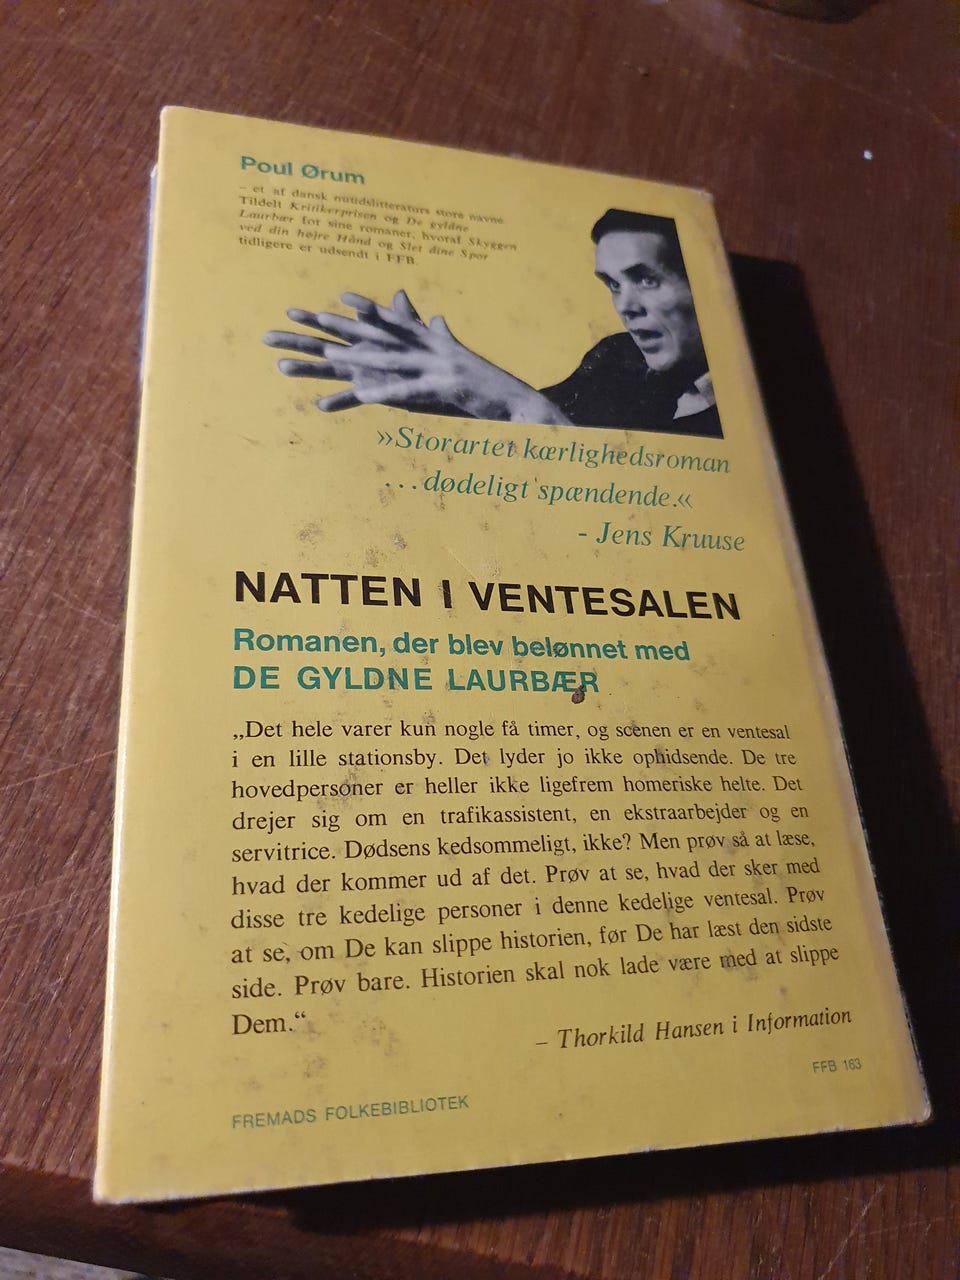 Poul Ørum
– et af dansk nutidslitteraturs store navne
Tildelt Kritikerprisen og De gyldne
Laurbær for sine romaner, hvoraf Skyggen
ved din højre Hånd og Slet dine Spor
tidligere er udsendt i FFB.
»Storartet kærlighedsroman
...dødeligt spændende.«
- Jens Kruuse
NATTEN I VENTESALEN
Romanen, der blev belønnet med
DE GYLDNE LAURBÆR
„Det hele varer kun nogle få timer, og scenen er en ventesal
i en lille stationsby. Det lyder jo ikke ophidsende. De tre
hovedpersoner er heller ikke ligefrem homeriske helte. Det
drejer sig om en trafikassistent, en ekstraarbejder og en
servitrice. Dødsens kedsommeligt, ikke? Men prøv så at læse,
hvad der kommer ud af det. Prøv at se, hvad der sker med
disse tre kedelige personer i denne kedelige ventesal. Prøv
at se, om De kan slippe historien, før De har læst den sidste
side. Prøv bare. Historien skal nok lade være med at slippe
Dem.“
– Thorkild Hansen i Information
FFB 163
FREMADS FOLKEBIBLIOTEK